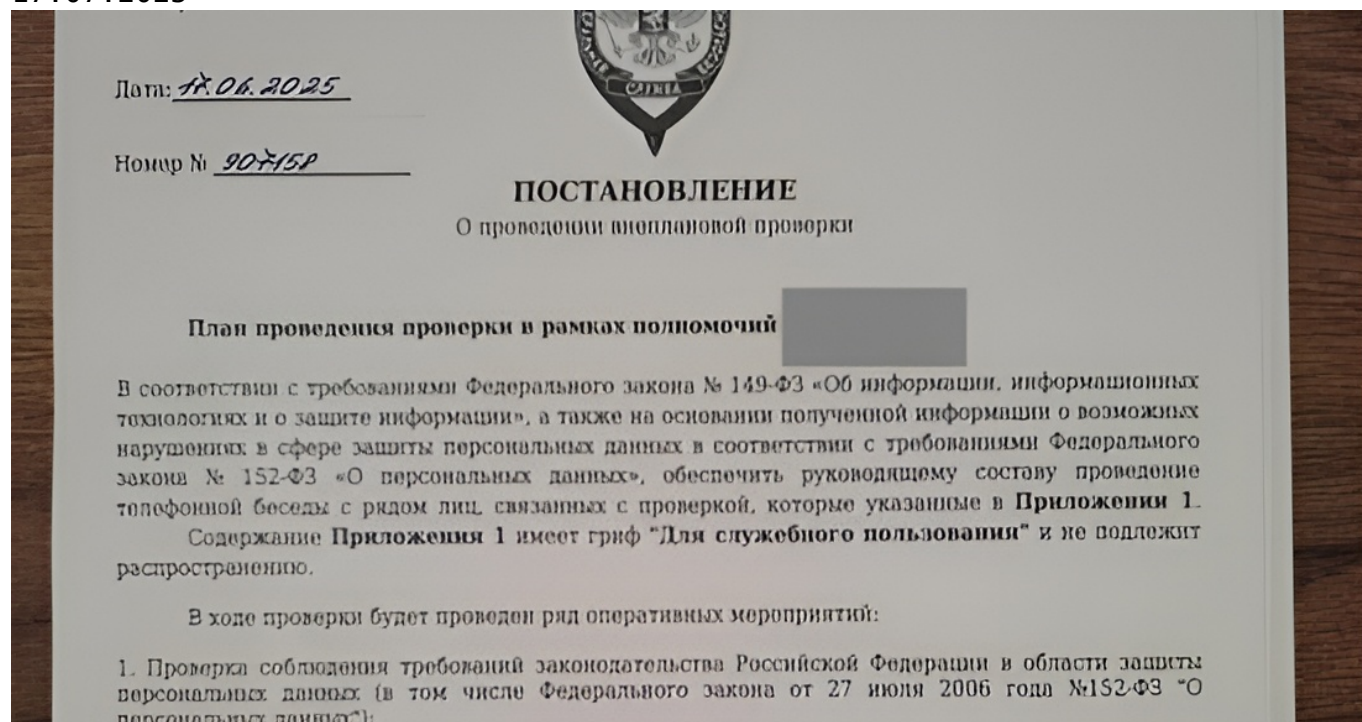 Дата: 17.06.2025
СЛУЖБА
Номер № 907158
ПОСТАНОВЛЕНИЕ
О проведении внеплановой проверки
План проведения проверки в рамках полномочий
В соответствии с требованиями Федерального закона № 149-ФЗ «Об информации, информационных
технологиях и о защите информации», а также на основании полученной информации о возможных
нарушениях в сфере защиты персональных данных в соответствии с требованиями Федерального
закона № 152-ФЗ «О персональных данных», обеспечить руководящему составу проведение
телефонной беседы с рядом лиц, связанных с проверкой, которые указанные в Приложении 1.
Содержание Приложения 1 имеет гриф "Для служебного пользования" и не подлежит
распространению.
В ходе проверки будет проведен ряд оперативных мероприятий:
1. Проверка соблюдения требований законодательства Российской Федерации в области защиты
персональных данных (в том числе Федерального закона от 27 июля 2006 года №152-ФЗ "О
персональных данных");